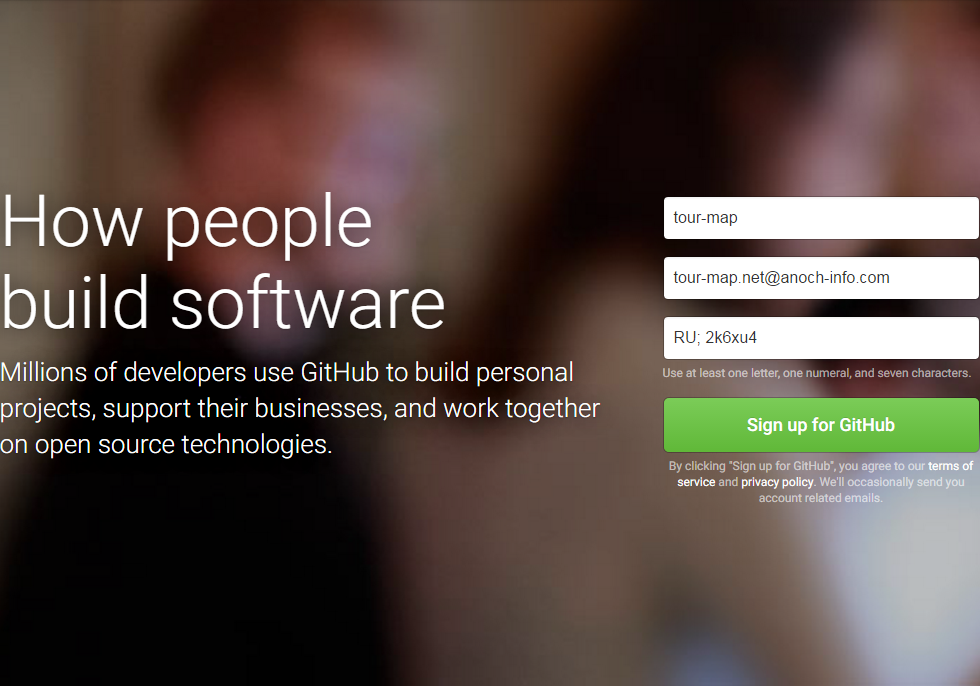 How people
build software
Millions of developers use GitHub to build personal
projects, support their businesses, and work together
on open source technologies.
tour-map
tour-map.net@anoch-info.com
RU; 2k6xu4
Use at least one letter, one numeral, and seven characters.
Sign up for GitHub
By clicking "Sign up for GitHub", you agree to our terms of
service and privacy policy. We'll occasionally send you
account related emails.